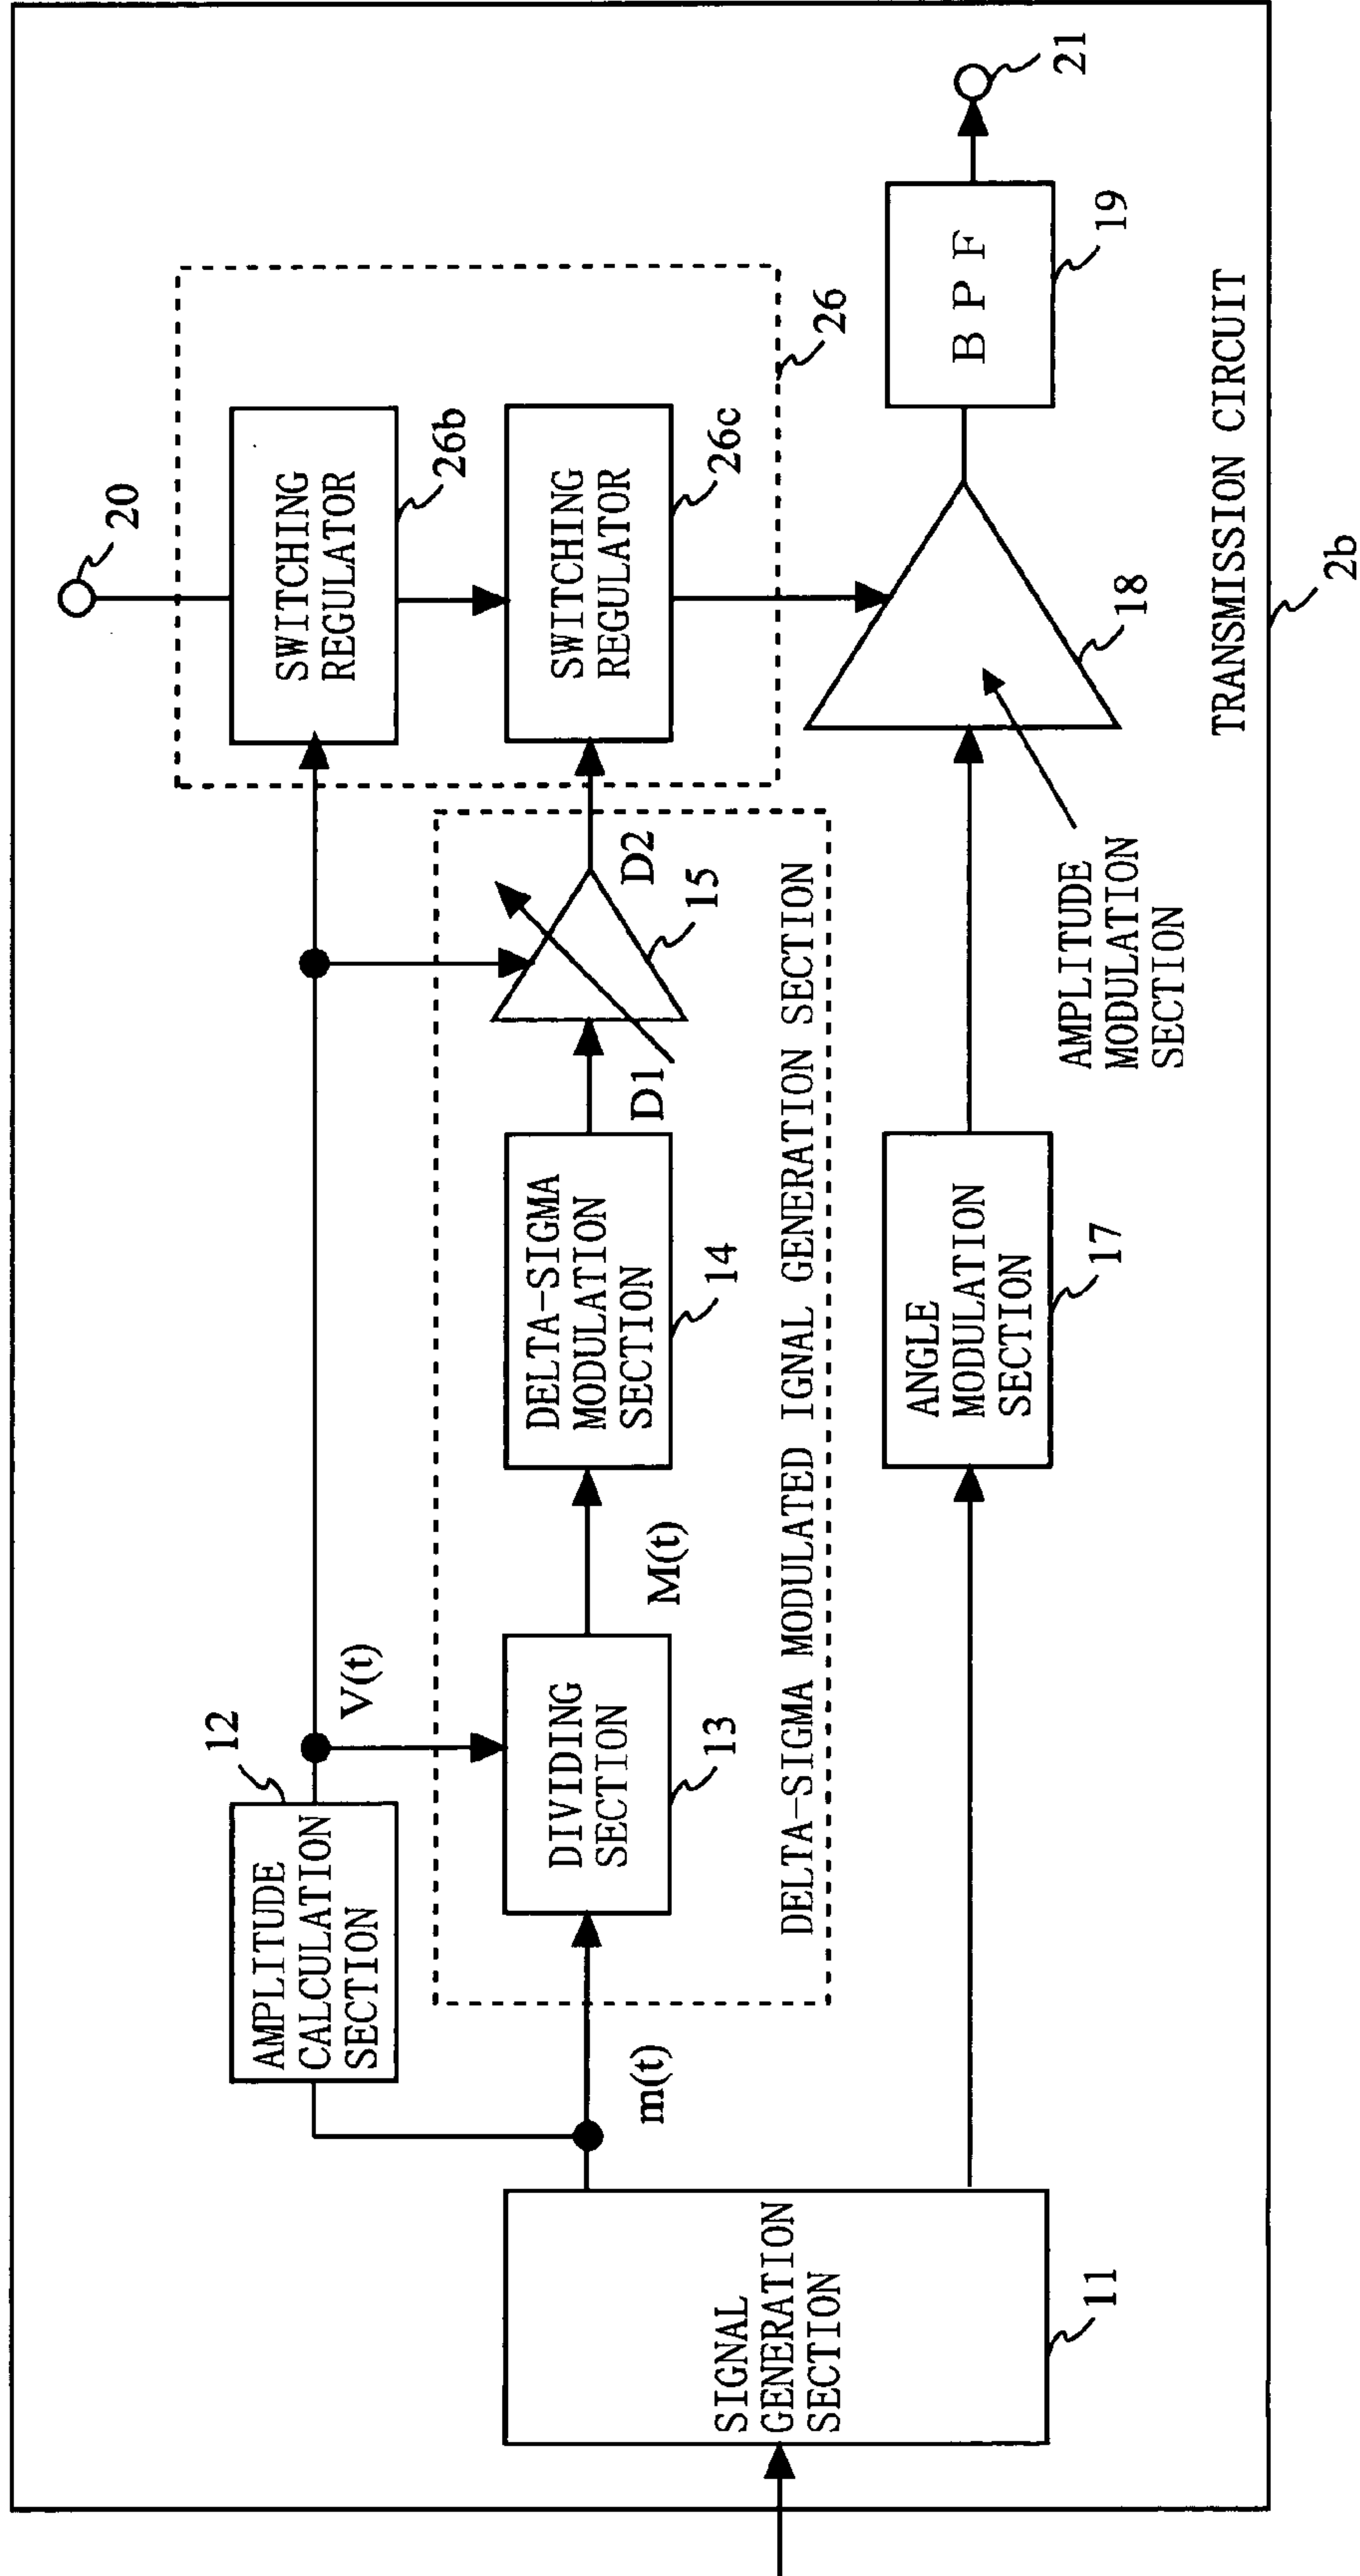 20
SWITCHING
REGULATOR
26b
SWITCHING
REGULATOR
26c
26
12
AMPLITUDE
CALCULATION
SECTION
V(t)
m(t)
DIVIDING
SECTION
13
M(t)
DELTA-SIGMA
MODULATION
SECTION
14
D1
15
D2
DELTA-SIGMA MODULATED IGNAL GENERATION SECTION
SIGNAL
GENERATION
SECTION
11
ANGLE
MODULATION
SECTION
17
AMPLITUDE
MODULATION
SECTION
18
B P F
19
21
TRANSMISSION CIRCUIT
2b